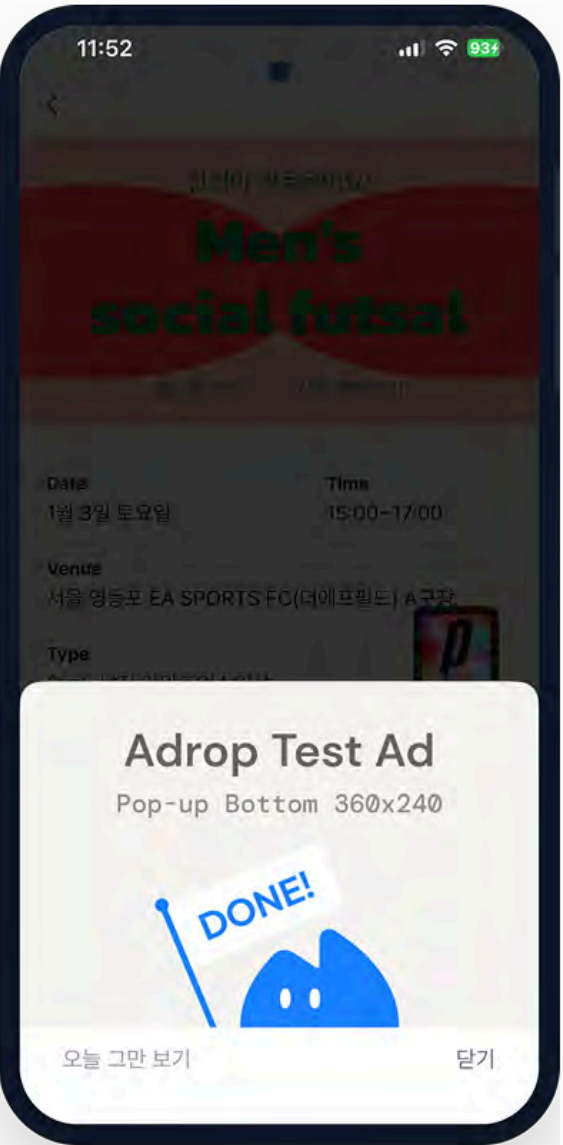 11:52
93
Men's
social futsal
Date
Time
1월 3일 토요일
15:00-17:00
Venue
서울 영등포 EA SPORTS FC(더에프필드) A구장
Type
p
Adrop Test Ad
Pop-up Bottom 360x240
DONE!
오늘 그만 보기
닫기